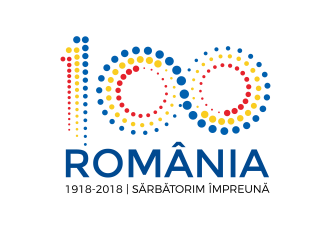 100
ROMÂNIA
1918-2018 | SĂRBĂTORIM ÎMPREUNĂ